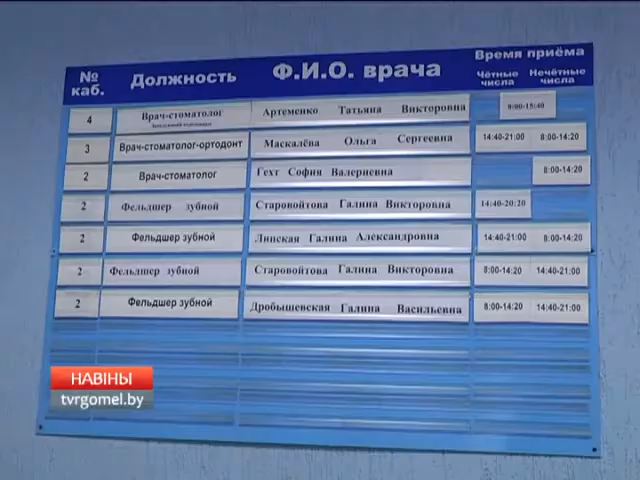 № каб. Должность Ф.И.О. врача Время приёма
Чётные числа Нечётные числа
4 Врач-стоматолог Артеменко Татьяна Викторовна 8:00-15:40
3 Врач-стоматолог-ортодонт Маскалёва Ольга Сергеевна 14:40-21:00 8:00-14:20
2 Врач-стоматолог Гехт София Валериевна 8:00-14:20
2 Фельдшер зубной Старовойтова Галина Викторовна 14:40-20:20
2 Фельдшер зубной Липская Галина Александровна 14:40-21:00 8:00-14:20
2 Фельдшер зубной Старовойтова Галина Викторовна 8:00-14:20 14:40-21:00
2 Фельдшер зубной Дробышевская Галина Васильевна 8:00-14:20 14:40-21:00
НАВІНЫ
tvrgomel.by